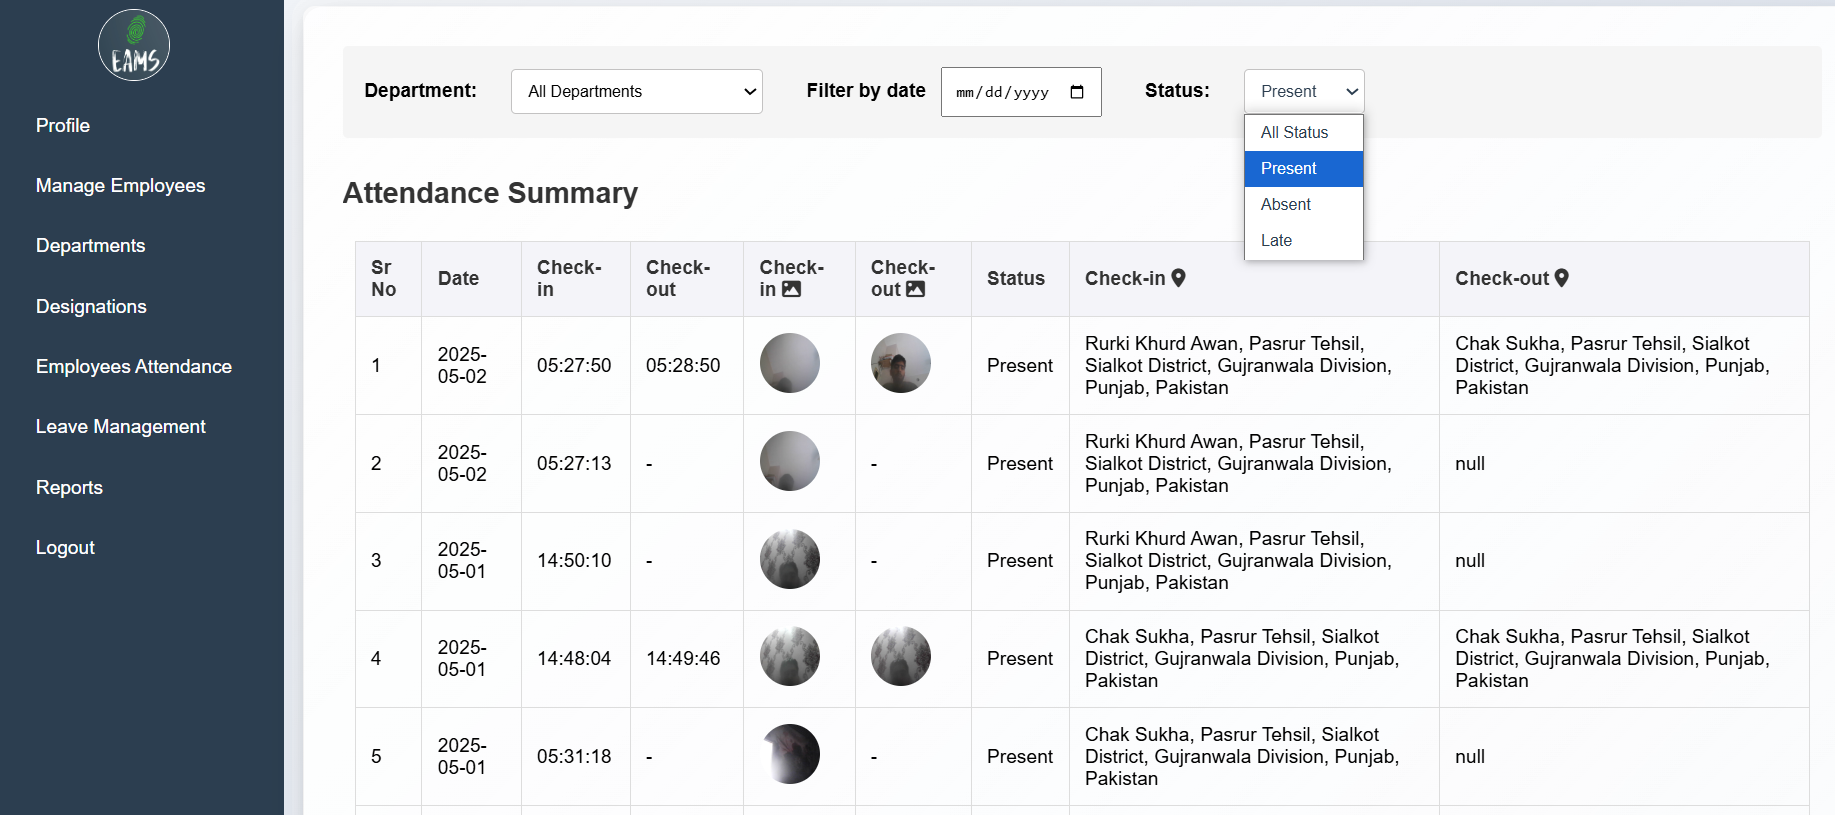 EAMS
Profile
Manage Employees
Departments
Designations
Employees Attendance
Leave Management
Reports
Logout
Department: All Departments Filter by date mm/dd/yyyy Status: Present
All Status
Present
Absent
Late
Attendance Summary
Sr No Date Check-in Check-out Check-in Check-out Status Check-in Check-out
1 2025-05-02 05:27:50 05:28:50 Present Rurki Khurd Awan, Pasrur Tehsil, Sialkot District, Gujranwala Division, Punjab, Pakistan Chak Sukha, Pasrur Tehsil, Sialkot District, Gujranwala Division, Punjab, Pakistan
2 2025-05-02 05:27:13 - - Present Rurki Khurd Awan, Pasrur Tehsil, Sialkot District, Gujranwala Division, Punjab, Pakistan null
3 2025-05-01 14:50:10 - - Present Rurki Khurd Awan, Pasrur Tehsil, Sialkot District, Gujranwala Division, Punjab, Pakistan null
4 2025-05-01 14:48:04 14:49:46 Present Chak Sukha, Pasrur Tehsil, Sialkot District, Gujranwala Division, Punjab, Pakistan Chak Sukha, Pasrur Tehsil, Sialkot District, Gujranwala Division, Punjab, Pakistan
5 2025-05-01 05:31:18 - - Present Chak Sukha, Pasrur Tehsil, Sialkot District, Gujranwala Division, Punjab, Pakistan null